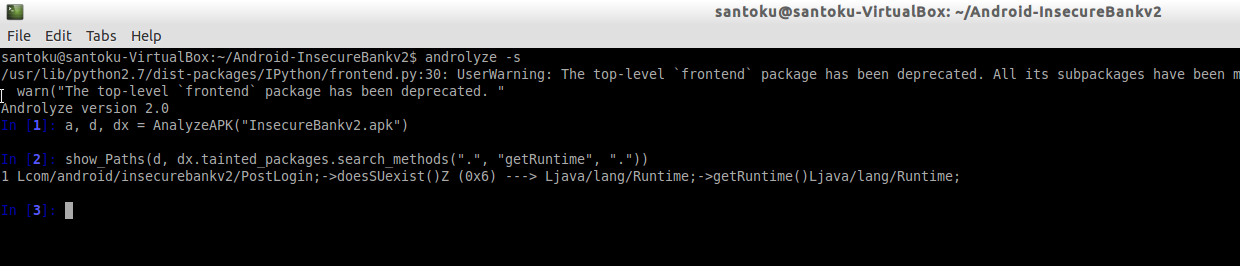 santoku@santoku-VirtualBox: ~/Android-InsecureBankv2
File Edit Tabs Help
santoku@santoku-VirtualBox:~/Android-InsecureBankv2$ androlyze -s
/usr/lib/python2.7/dist-packages/IPython/frontend.py:30: UserWarning: The top-level `frontend` package has been deprecated. All its subpackages have been m
  warn("The top-level `frontend` package has been deprecated. "
Androlyze version 2.0
In [1]: a, d, dx = AnalyzeAPK("InsecureBankv2.apk")
In [2]: show Paths(d, dx.tainted_packages.search_methods(".", "getRuntime", "."))
1 Lcom/android/insecurebankv2/PostLogin;->doesSUexist()Z (0x6) ---> Ljava/lang/Runtime;->getRuntime()Ljava/lang/Runtime;
In [3]: